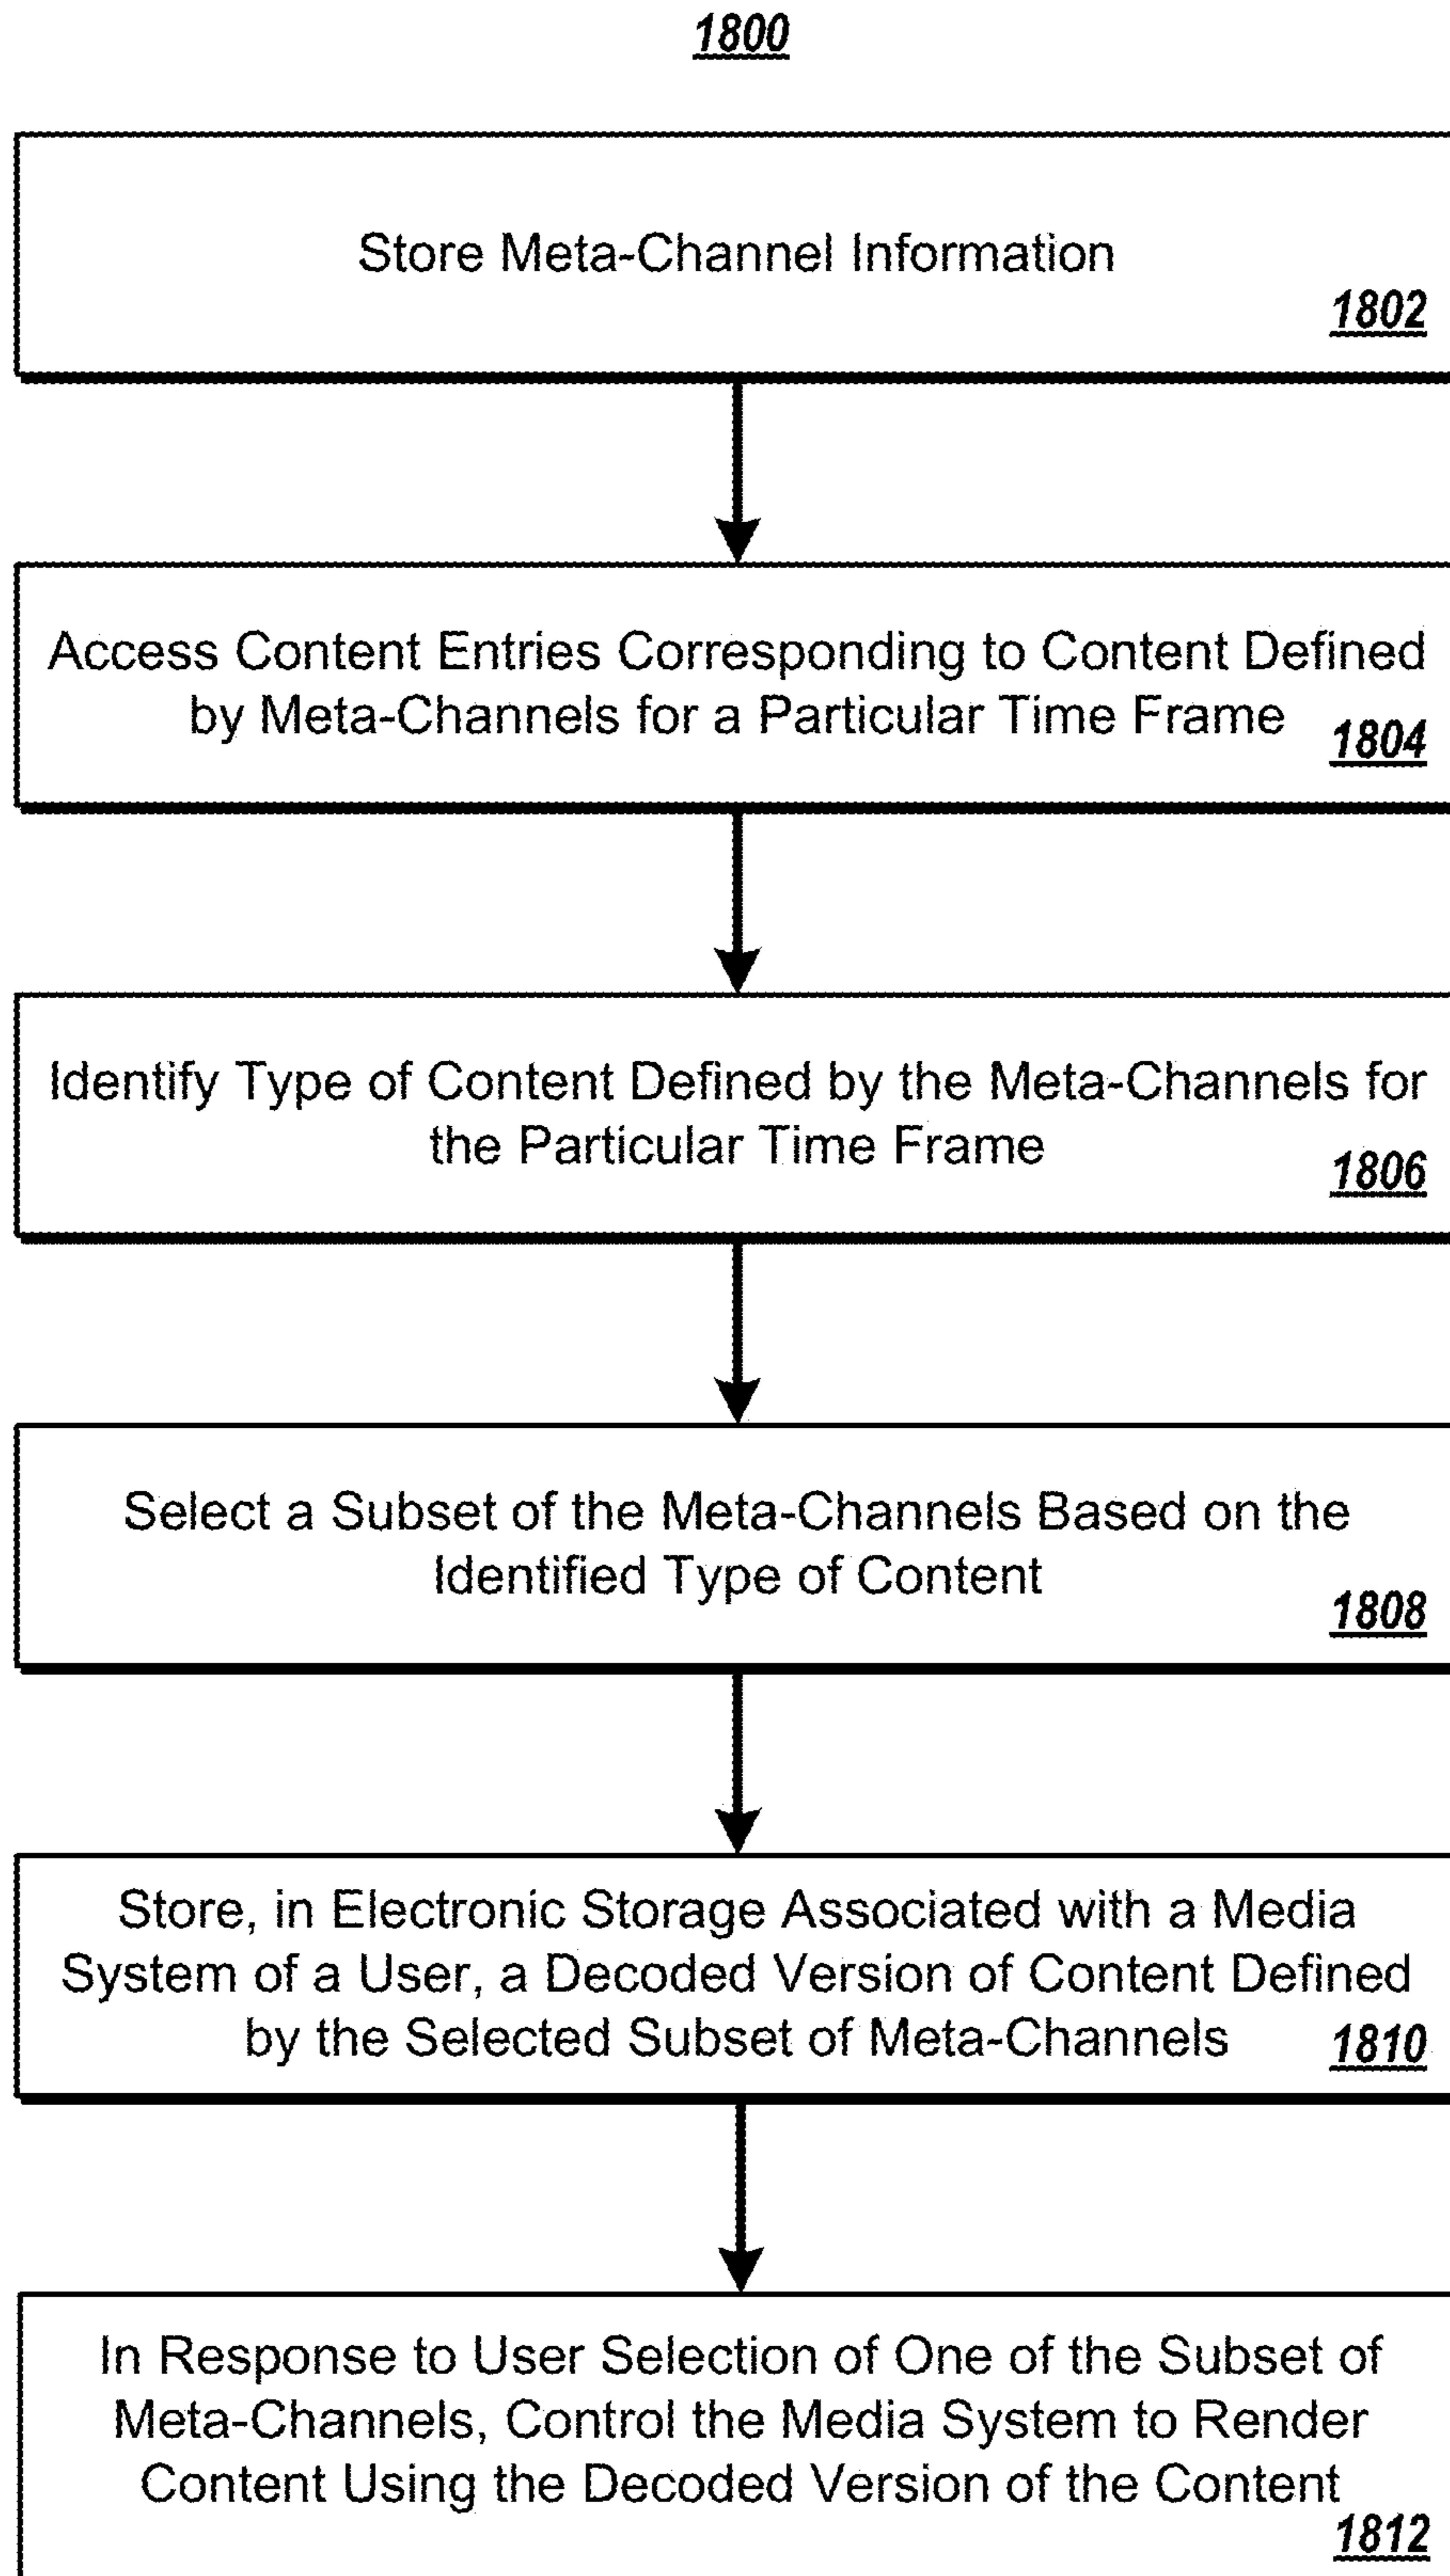 1800
Store Meta-Channel Information
1802
Access Content Entries Corresponding to Content Defined
by Meta-Channels for a Particular Time Frame
1804
Identify Type of Content Defined by the Meta-Channels for
the Particular Time Frame
1806
Select a Subset of the Meta-Channels Based on the
Identified Type of Content
1808
Store, in Electronic Storage Associated with a Media
System of a User, a Decoded Version of Content Defined
by the Selected Subset of Meta-Channels
1810
In Response to User Selection of One of the Subset of
Meta-Channels, Control the Media System to Render
Content Using the Decoded Version of the Content
1812